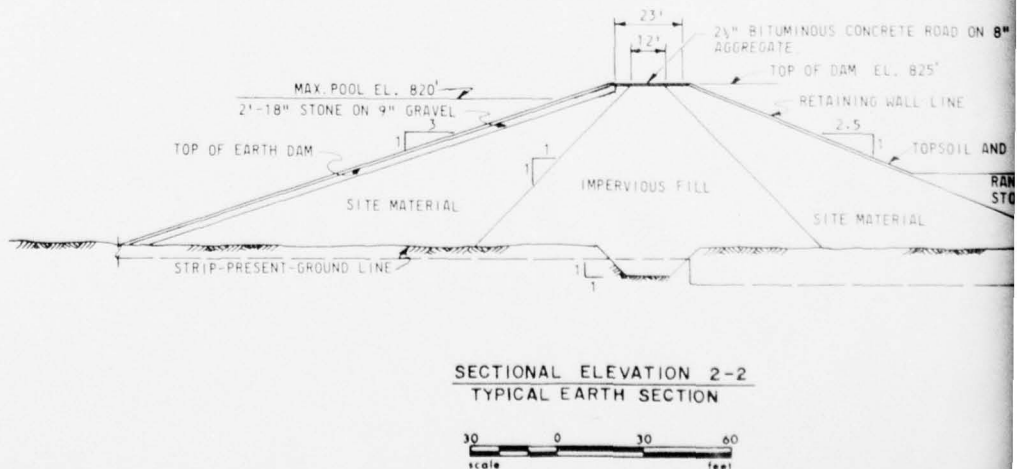 23'
12'
2½" BITUMINOUS CONCRETE ROAD ON 8"
AGGREGATE.
MAX. POOL EL. 820'
TOP OF DAM EL. 825'
2'-18" STONE ON 9" GRAVEL
RETAINING WALL LINE
3
1
2.5
1
TOP OF EARTH DAM
TOPSOIL AND
1
1
IMPERVIOUS FILL
RAN
STO
SITE MATERIAL
SITE MATERIAL
STRIP-PRESENT-GROUND LINE
1
1
SECTIONAL ELEVATION 2-2
TYPICAL EARTH SECTION
30 0 30 60
scale feet